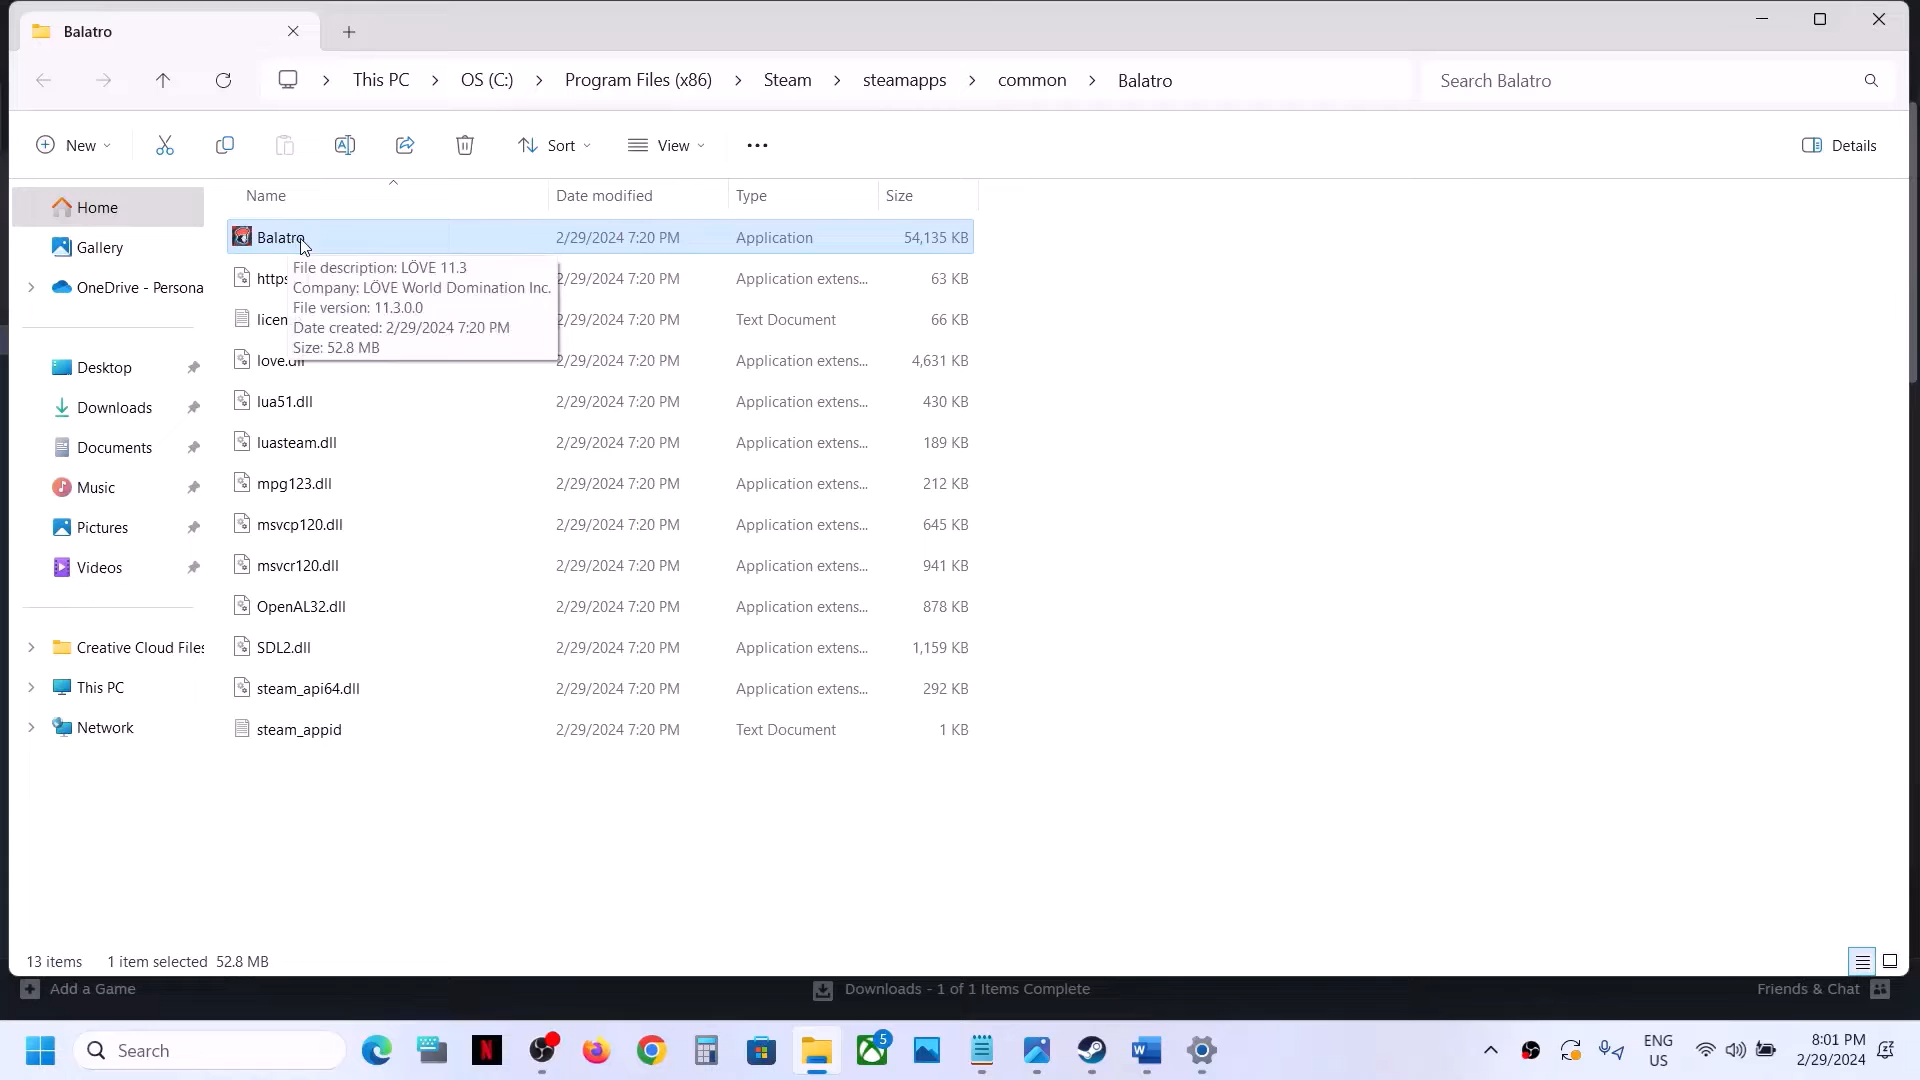 Balatro
This PC
OS (C:)
Program Files (x86)
Steam
steamapps
common
Balatro
Search Balatro
New
Sort
View
Details
Name
Date modified
Type
Size
Home
Gallery
OneDrive - Persona
Desktop
Downloads
Documents
Music
Pictures
Videos
Creative Cloud Files
This PC
Network
Balatro 2/29/2024 7:20 PM Application 54,135 KB
https 2/29/2024 7:20 PM Application extens... 63 KB
licen 2/29/2024 7:20 PM Text Document 66 KB
love.dll 2/29/2024 7:20 PM Application extens... 4,631 KB
lua51.dll 2/29/2024 7:20 PM Application extens... 430 KB
luasteam.dll 2/29/2024 7:20 PM Application extens... 189 KB
mpg123.dll 2/29/2024 7:20 PM Application extens... 212 KB
msvcp120.dll 2/29/2024 7:20 PM Application extens... 645 KB
msvcr120.dll 2/29/2024 7:20 PM Application extens... 941 KB
OpenAL32.dll 2/29/2024 7:20 PM Application extens... 878 KB
SDL2.dll 2/29/2024 7:20 PM Application extens... 1,159 KB
steam_api64.dll 2/29/2024 7:20 PM Application extens... 292 KB
steam_appid 2/29/2024 7:20 PM Text Document 1 KB
File description: LÖVE 11.3
Company: LÖVE World Domination Inc.
File version: 11.3.0.0
Date created: 2/29/2024 7:20 PM
Size: 52.8 MB
13 items 1 item selected 52.8 MB
Add a Game
Downloads - 1 of 1 Items Complete
Friends & Chat
Search
5
ENG
US
8:01 PM
2/29/2024